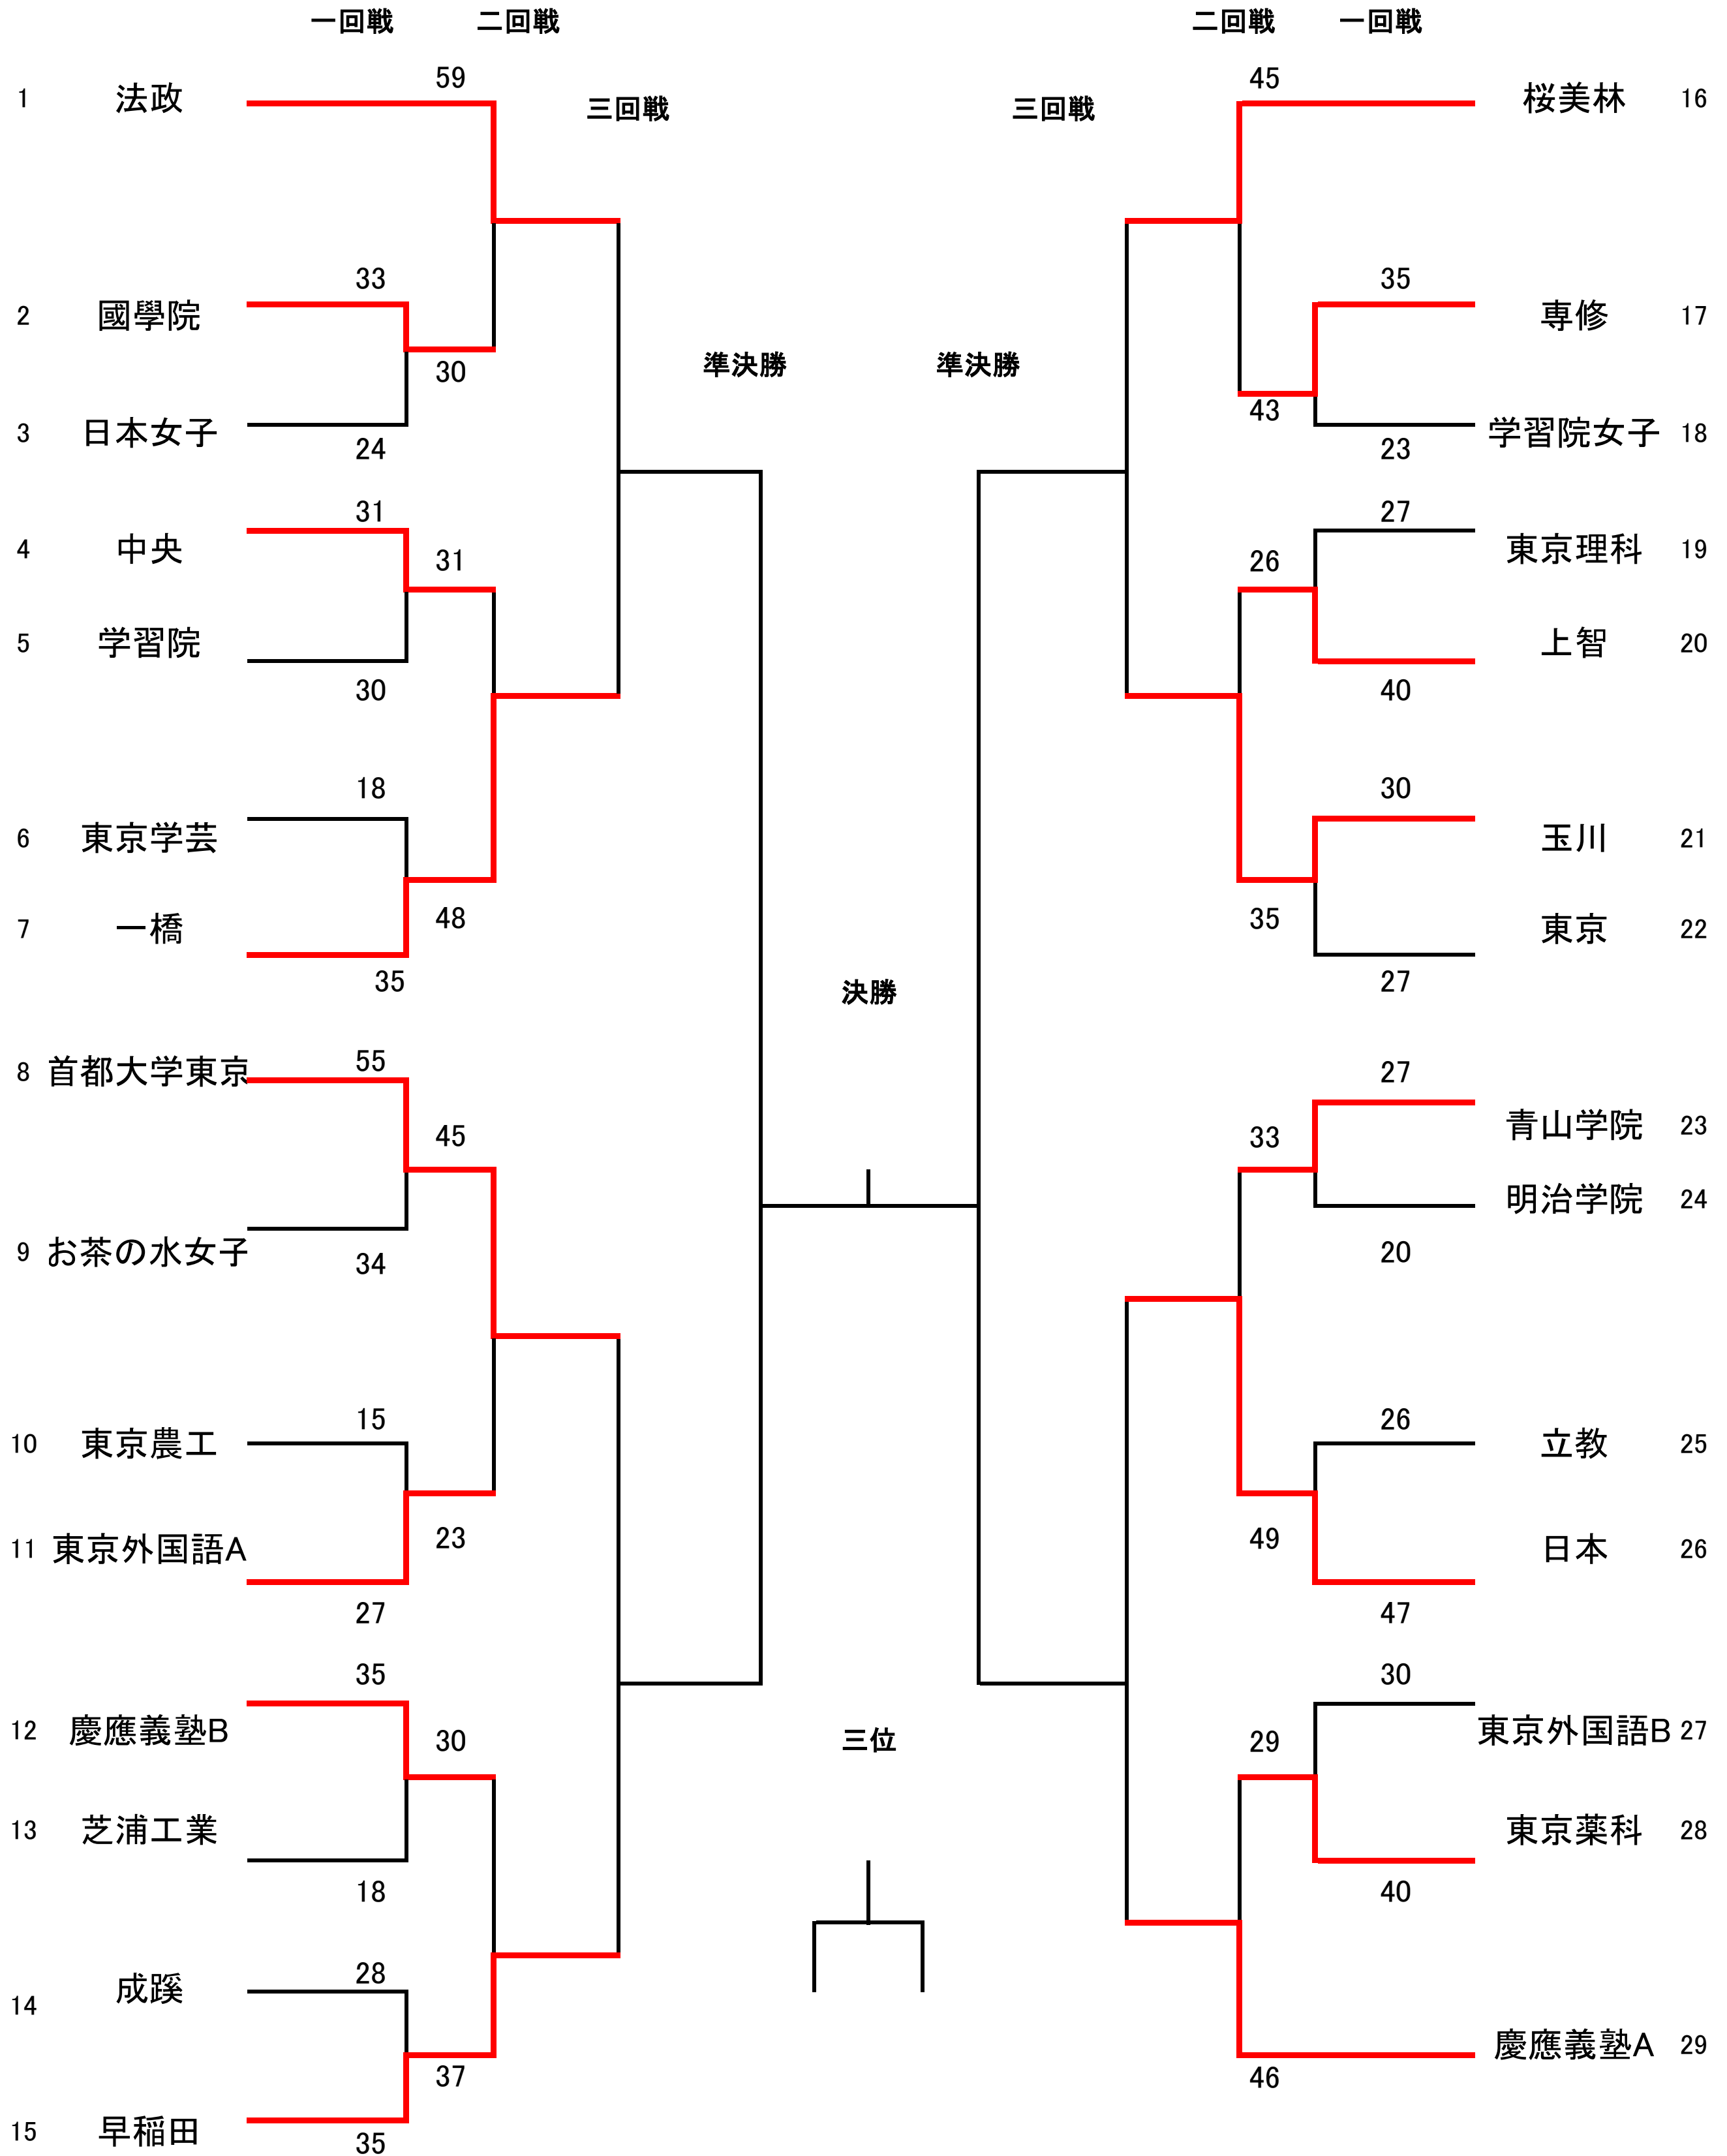 一回戦 二回戦 二回戦 一回戦
59 45
1 法政 三回戦 三回戦 桜美林 16
33 35
2 國學院 専修 17
30 準決勝 準決勝
43
3 日本女子 学習院女子 18
24 23
31 27
4 中央 31 26 東京理科 19
5 学習院 上智 20
30 40
18 30
6 東京学芸 玉川 21
7 一橋 48 35 東京 22
35 27
決勝
8 首都大学東京 55 27
45 33 青山学院 23
明治学院 24
9 お茶の水女子 34 20
15 26
10 東京農工 立教 25
11 東京外国語A 23 49 日本 26
27 47
35 30
12 慶應義塾B 30 三位 29 東京外国語B 27
13 芝浦工業 東京薬科 28
18 40
28
14 成蹊
慶應義塾A 29
37 46
15 早稲田 35